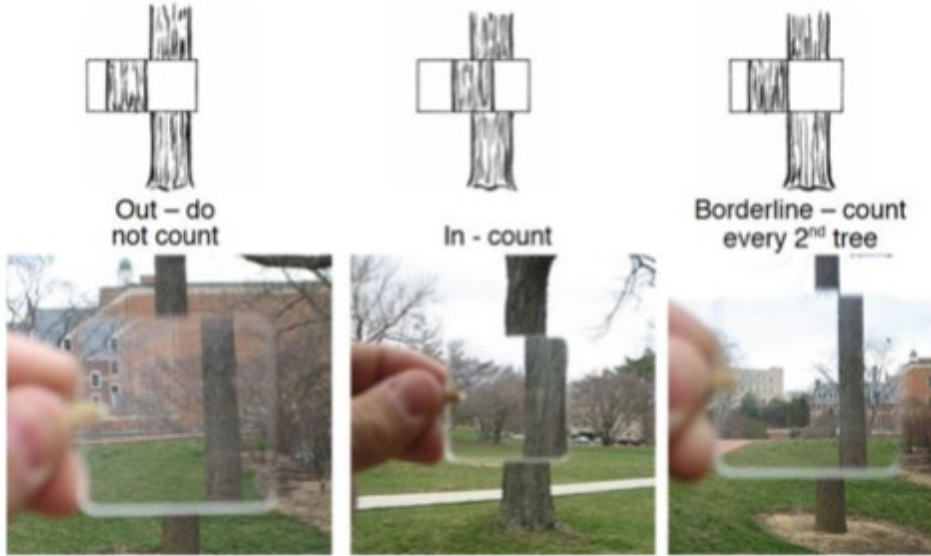 Out – do
not count
In - count
Borderline – count
every 2nd tree